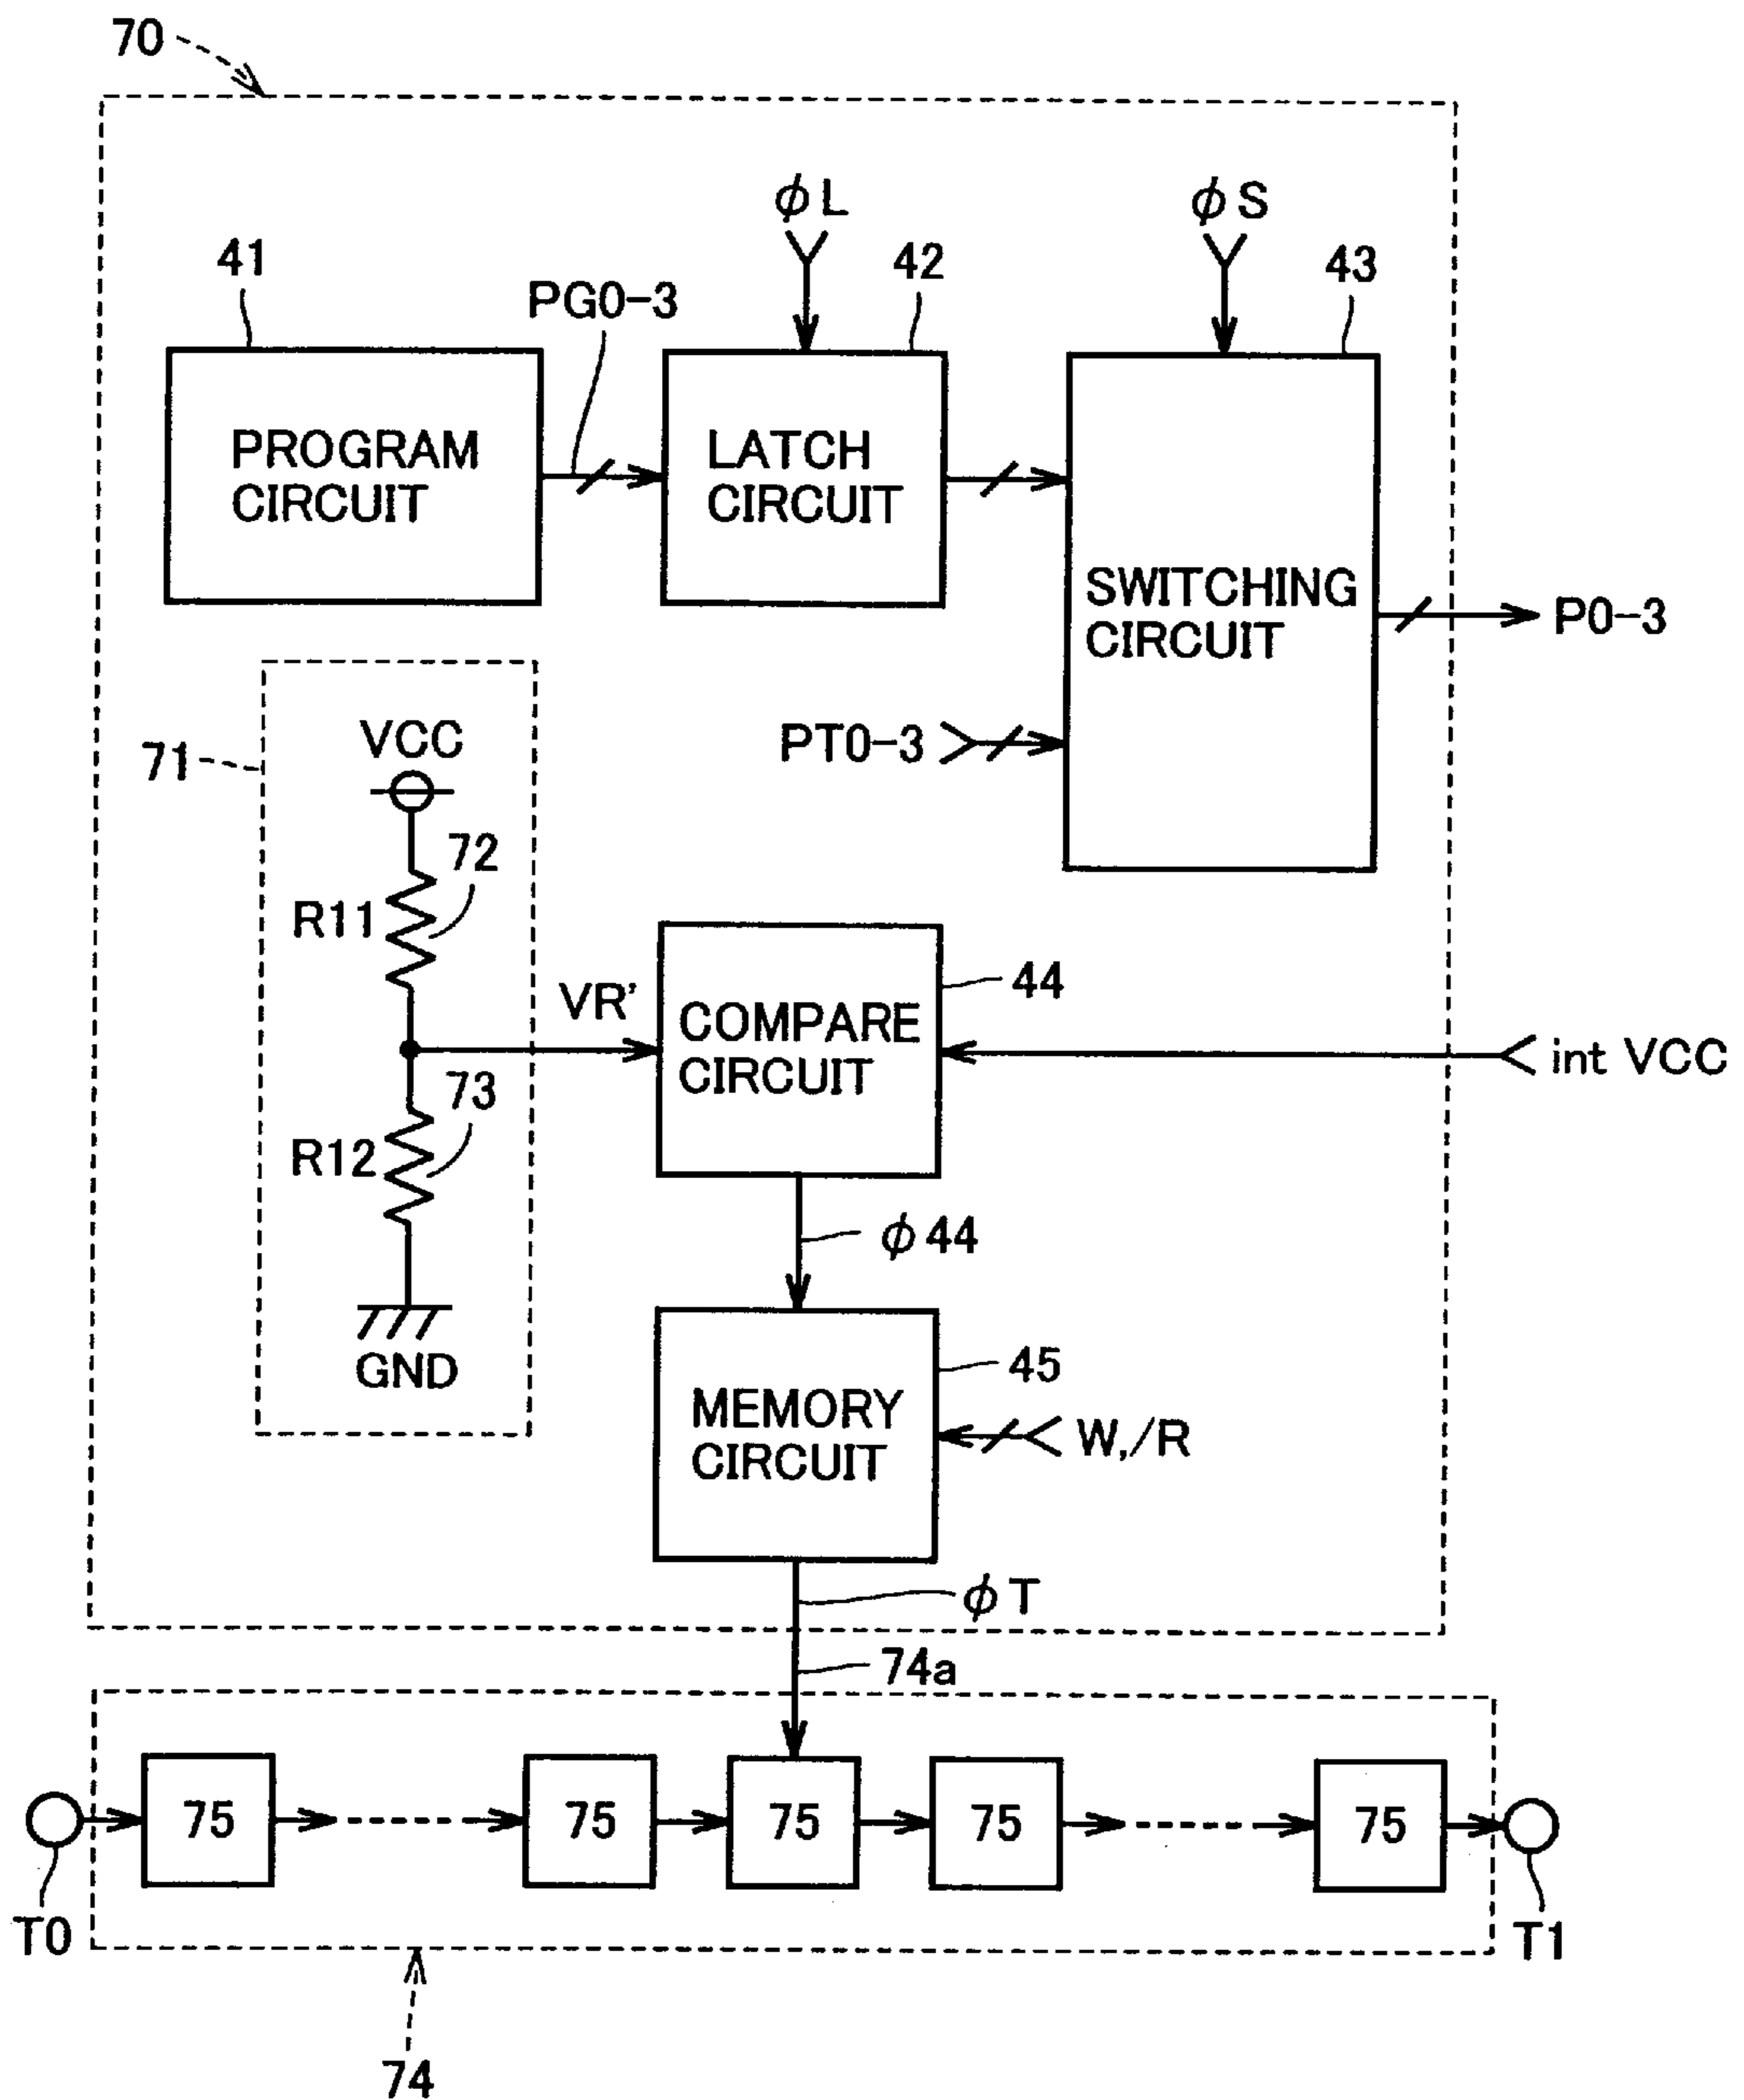 70
φL
φS
41
PG0-3
42
43
PROGRAM
CIRCUIT
LATCH
CIRCUIT
SWITCHING
CIRCUIT
P0-3
PT0-3
71
VCC
72
R11
VR'
COMPARE
CIRCUIT
44
int VCC
73
R12
φ44
GND
MEMORY
CIRCUIT
45
W,/R
φT
74a
75
75
75
75
75
T0
T1
74